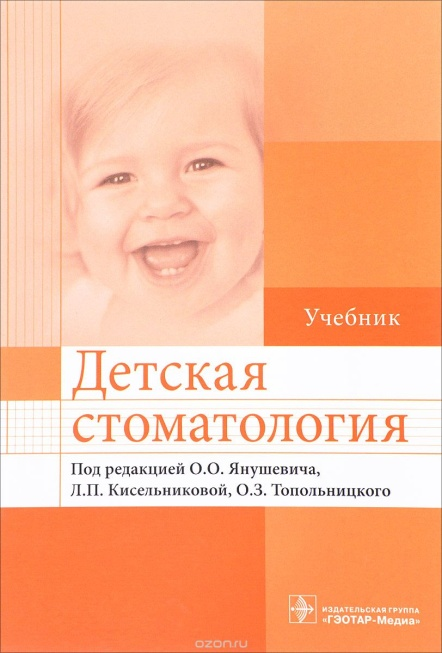 Учебник
Детская
стоматология
Под редакцией О.О. Янушевича,
Л.П. Кисельниковой, О.З. Топольницкого
ИЗДАТЕЛЬСКАЯ ГРУППА
«ГЭОТАР-Медиа»
ozon.ru